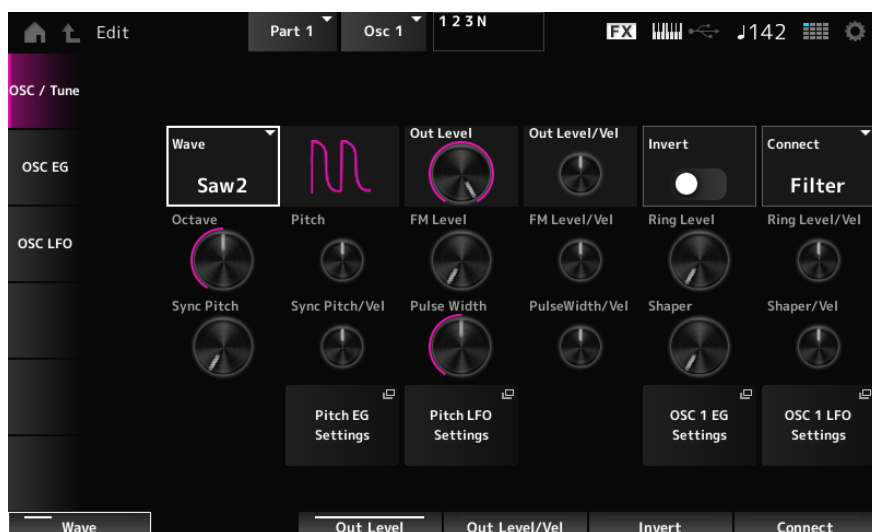 Edit
Part 1
Osc 1
1 2 3 N
FX
♩142
OSC / Tune
OSC EG
OSC LFO
Wave
Saw2
Out Level
Out Level/Vel
Invert
Connect
Filter
Octave
Pitch
FM Level
FM Level/Vel
Ring Level
Ring Level/Vel
Sync Pitch
Sync Pitch/Vel
Pulse Width
PulseWidth/Vel
Shaper
Shaper/Vel
Pitch EG
Settings
Pitch LFO
Settings
OSC 1 EG
Settings
OSC 1 LFO
Settings
Wave
Out Level
Out Level/Vel
Invert
Connect